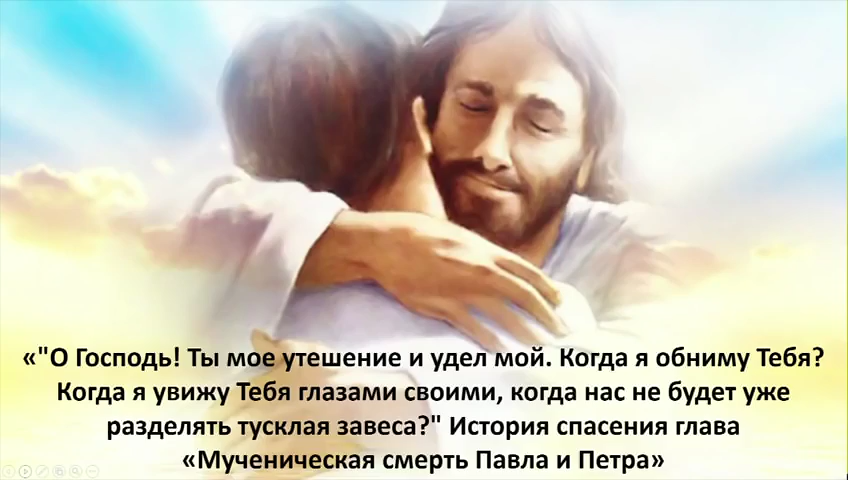 «"О Господь! Ты мое утешение и удел мой. Когда я обниму Тебя?
Когда я увижу Тебя глазами своими, когда нас не будет уже
разделять тусклая завеса?" История спасения глава
«Мученическая смерть Павла и Петра»